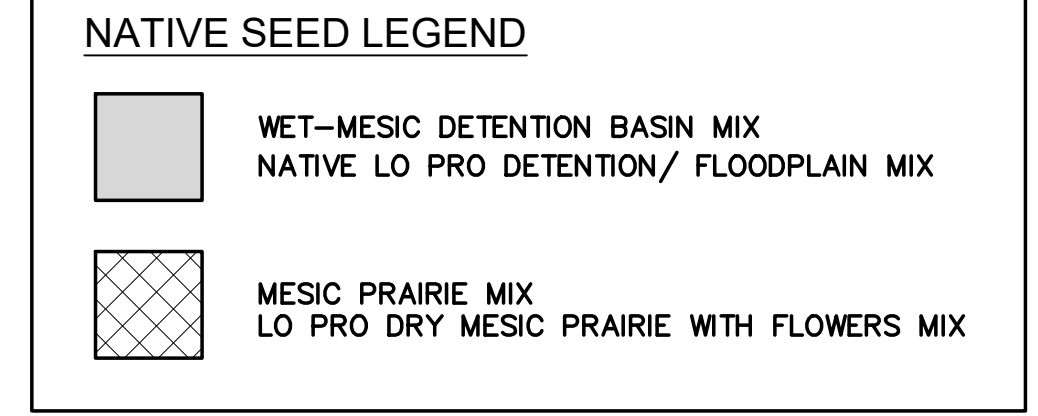 NATIVE SEED LEGEND
WET-MESIC DETENTION BASIN MIX
NATIVE LO PRO DETENTION/ FLOODPLAIN MIX
MESIC PRAIRIE MIX
LO PRO DRY MESIC PRAIRIE WITH FLOWERS MIX